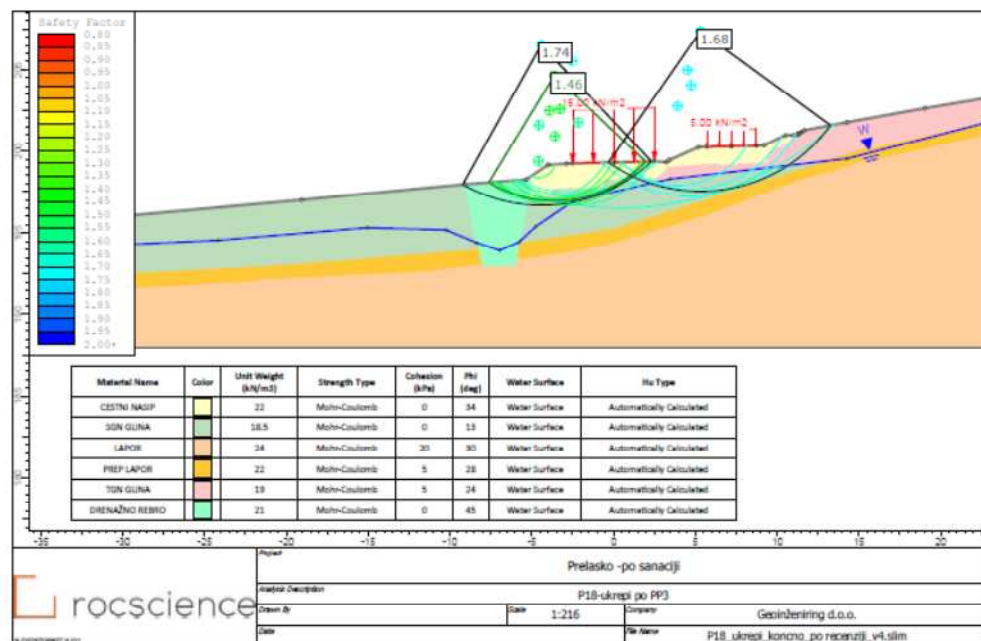 Safety Factor
0.80
0.85
0.90
0.95
1.00
1.05
1.10
1.15
1.20
1.25
1.30
1.35
1.40
1.45
1.50
1.55
1.60
1.65
1.70
1.75
1.80
1.85
1.90
1.95
2.00+
1.74
1.46
1.68
15.00 kN/m2
5.00 kN/m2
W
Material Name Color Unit Weight (kN/m3) Strength Type Cohesion (kPa) Phi (deg) Water Surface Hu Type
CESTNI NASIP 22 Mohr-Coulomb 0 34 Water Surface Automatically Calculated
SGN GLINA 18.5 Mohr-Coulomb 0 13 Water Surface Automatically Calculated
LAPOR 24 Mohr-Coulomb 20 30 Water Surface Automatically Calculated
PREP LAPOR 22 Mohr-Coulomb 5 28 Water Surface Automatically Calculated
TGN GLINA 19 Mohr-Coulomb 5 24 Water Surface Automatically Calculated
DRENAŽNO REBRO 21 Mohr-Coulomb 0 45 Water Surface Automatically Calculated
-35 -30 -25 -20 -15 -10 -5 0 5 10 15 20
rocscience
Project
Prelasko -po sanaciji
Analysis Description
P18-ukrepi po PP3
Drawn By
Scale
1:216
Company
Geoinženiring d.o.o.
Date
File Name
P18_ukrepi_koncno_po recenziji_v4.slim